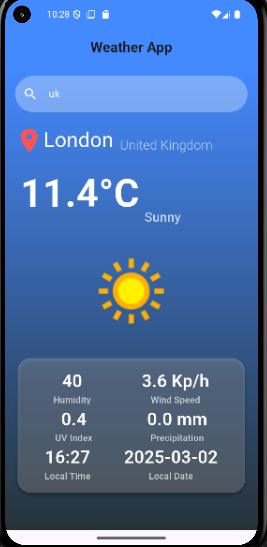 10:28
Weather App
uk
London United Kingdom
11.4°C
Sunny
40 3.6 Kp/h
Humidity Wind Speed
0.4 0.0 mm
UV Index Precipitation
16:27 2025-03-02
Local Time Local Date